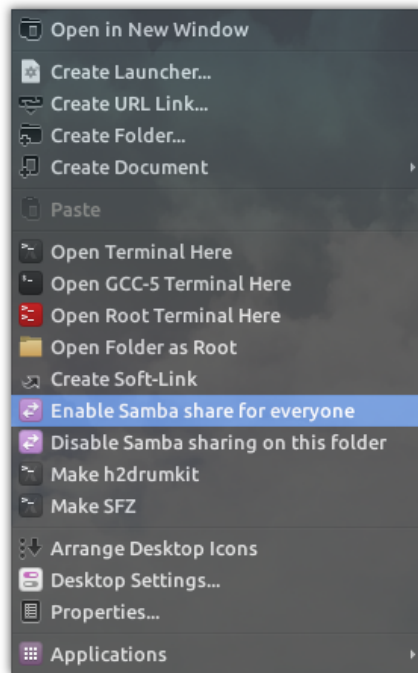 Open in New Window
Create Launcher...
Create URL Link...
Create Folder...
Create Document
Paste
Open Terminal Here
Open GCC-5 Terminal Here
Open Root Terminal Here
Open Folder as Root
Create Soft-Link
Enable Samba share for everyone
Disable Samba sharing on this folder
Make h2drumkit
Make SFZ
Arrange Desktop Icons
Desktop Settings...
Properties...
Applications